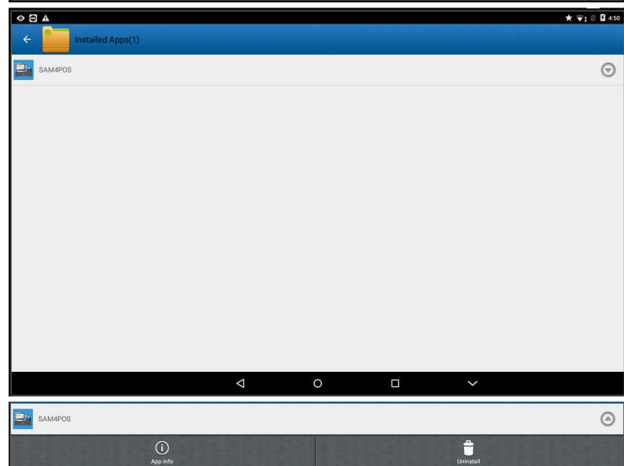 4:50
Installed Apps(1)
SAM4POS
SAM4POS
App info
Uninstall